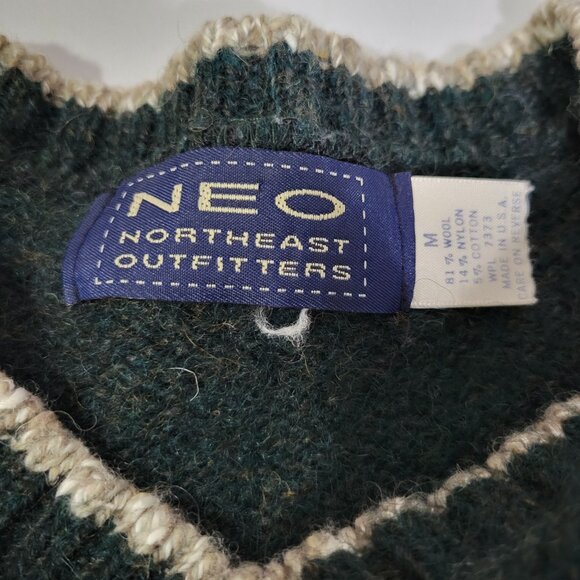 NEO
NORTHEAST
OUTFITTERS
M
81% WOOL
14% NYLON
5% COTTON
WPL 7373
MADE IN U.S.A.
CARE ON REVERSE